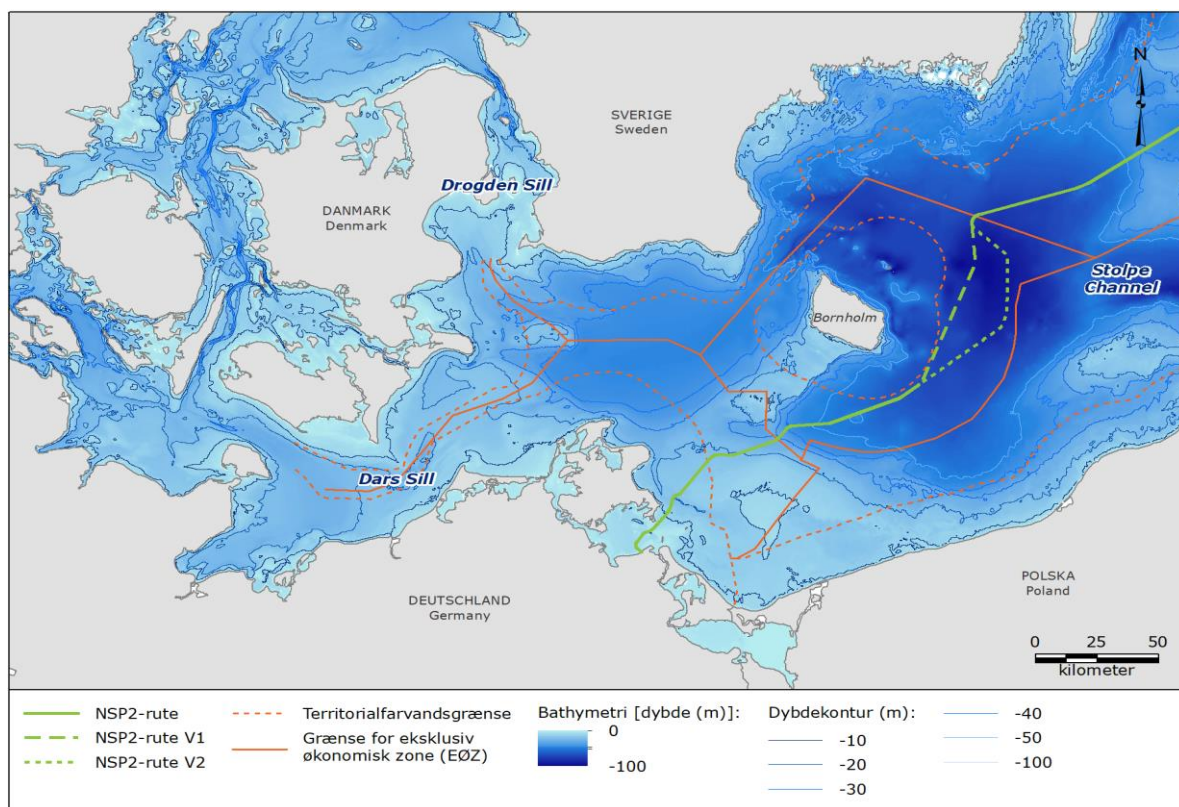 N
SVERIGE
Sweden
Drogden Sill
DANMARK
Denmark
Stolpe
Channel
Bornholm
Dars Sill
DEUTSCHLAND
Germany
POLSKA
Poland
0 25 50
kilometer
NSP2-rute
NSP2-rute V1
NSP2-rute V2
Territorialfarvandsgrænse
Grænse for eksklusiv
økonomisk zone (EØZ)
Bathymetri [dybde (m)]:
0
-100
Dybdekontur (m):
-10
-20
-30
-40
-50
-100